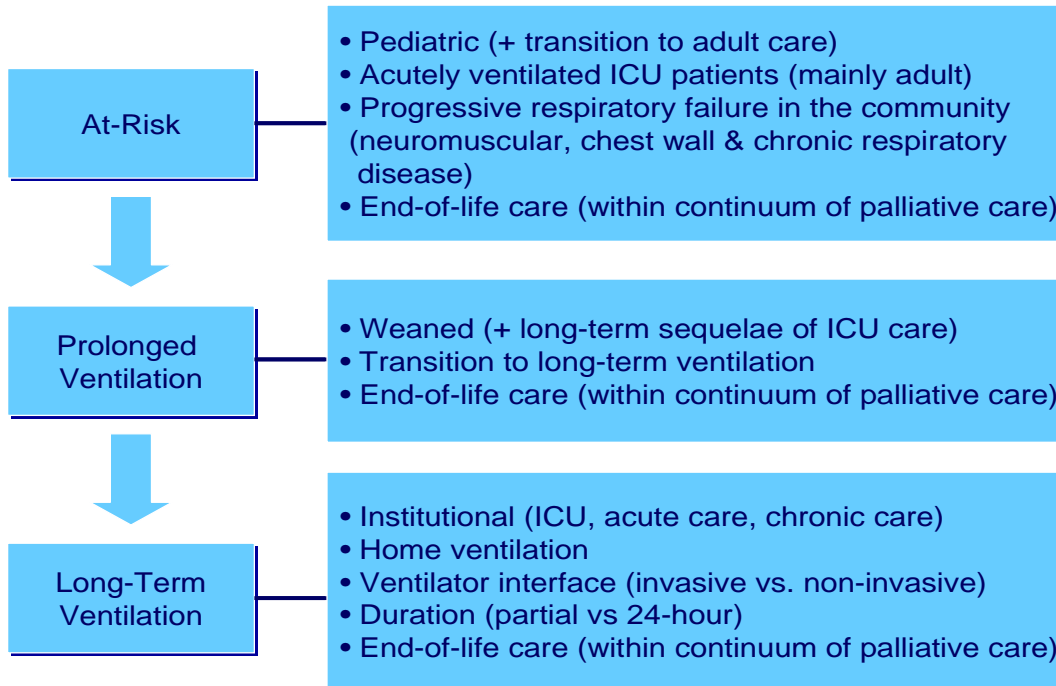 At-Risk
• Pediatric (+ transition to adult care)
• Acutely ventilated ICU patients (mainly adult)
• Progressive respiratory failure in the community
(neuromuscular, chest wall & chronic respiratory
disease)
• End-of-life care (within continuum of palliative care)
Prolonged
Ventilation
• Weaned (+ long-term sequelae of ICU care)
• Transition to long-term ventilation
• End-of-life care (within continuum of palliative care)
Long-Term
Ventilation
• Institutional (ICU, acute care, chronic care)
• Home ventilation
• Ventilator interface (invasive vs. non-invasive)
• Duration (partial vs 24-hour)
• End-of-life care (within continuum of palliative care)